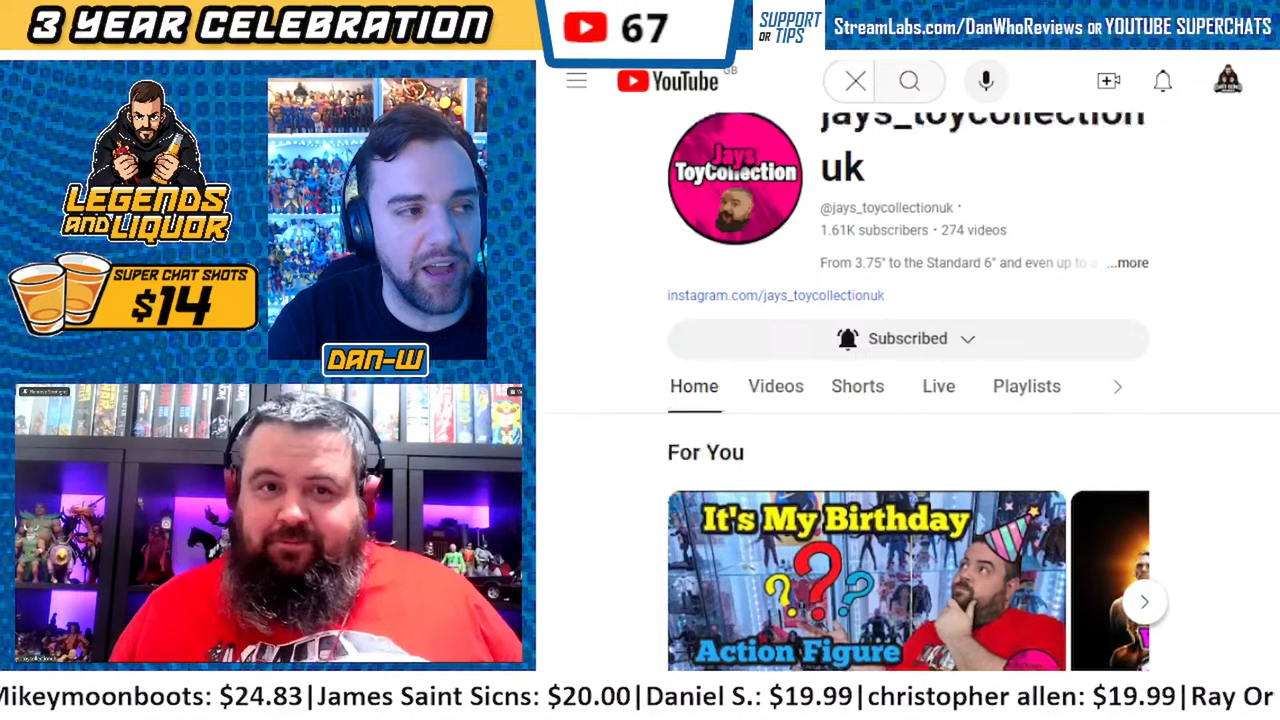 3 YEAR CELEBRATION
67
SUPPORT
OR TIPS
StreamLabs.com/DanWhoReviews OR YOUTUBE SUPERCHATS
LEGENDS
AND LIQUOR
SUPER CHAT SHOTS
$14
DAN-W
YouTube GB
jays_toycollection
uk
Jays
ToyCollection
@jays_toycollectionuk ·
1.61K subscribers • 274 videos
From 3.75" to the Standard 6" and even up to a ...more
instagram.com/jays_toycollectionuk
Subscribed
Home Videos Shorts Live Playlists
For You
It's My Birthday
???
Action Figure
Mikeymoonboots: $24.83|James Saint Sicns: $20.00|Daniel S.: $19.99|christopher allen: $19.99|Ray Or